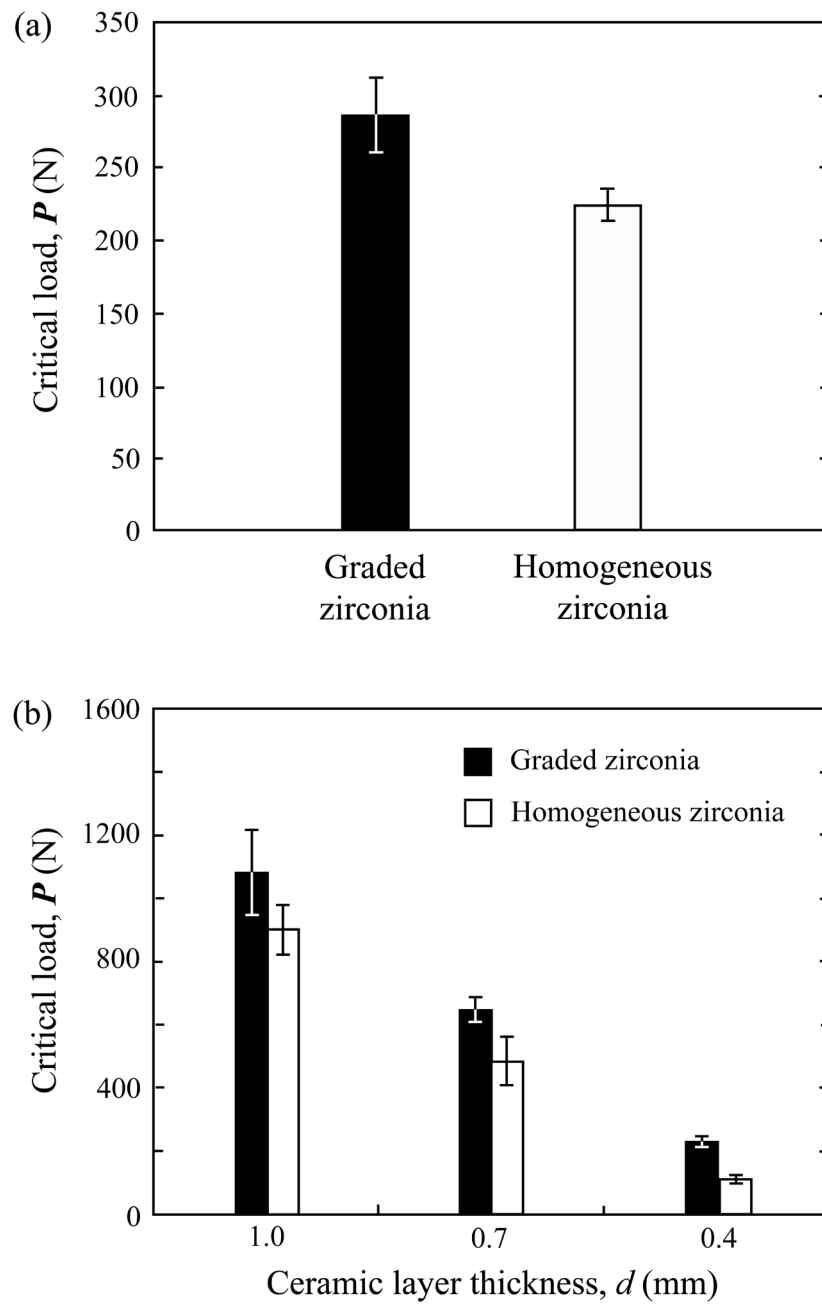 (a)
350
300
250
200
150
100
50
0
Critical load, P (N)
Graded
zirconia
Homogeneous
zirconia
(b)
1600
1200
800
400
0
Critical load, P (N)
Graded zirconia
Homogeneous zirconia
1.0 0.7 0.4
Ceramic layer thickness, d (mm)